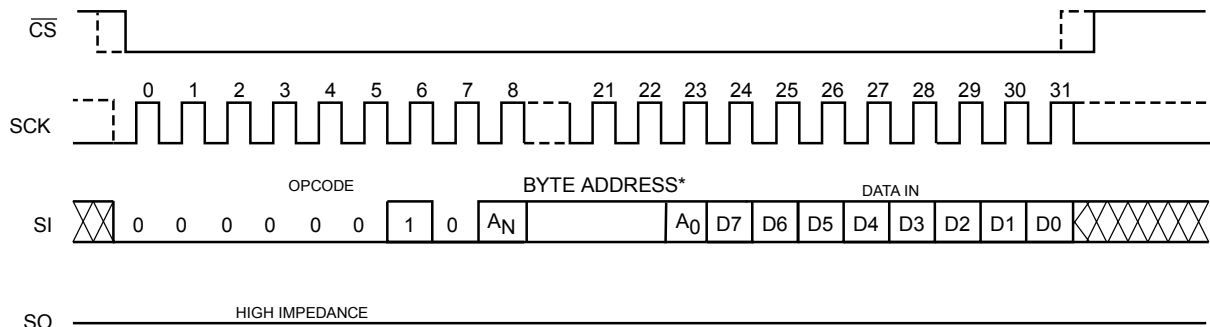 C̅S̅
0 1 2 3 4 5 6 7 8 21 22 23 24 25 26 27 28 29 30 31
SCK
OPCODE BYTE ADDRESS* DATA IN
SI 0 0 0 0 0 0 1 0 AN A0 D7 D6 D5 D4 D3 D2 D1 D0
HIGH IMPEDANCE
SO